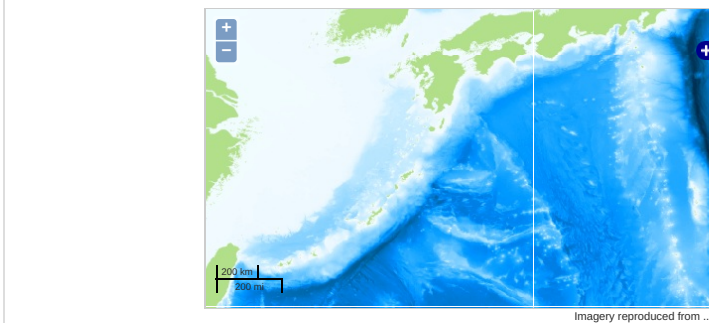 +
−
+
200 km
200 mi
Imagery reproduced from ...